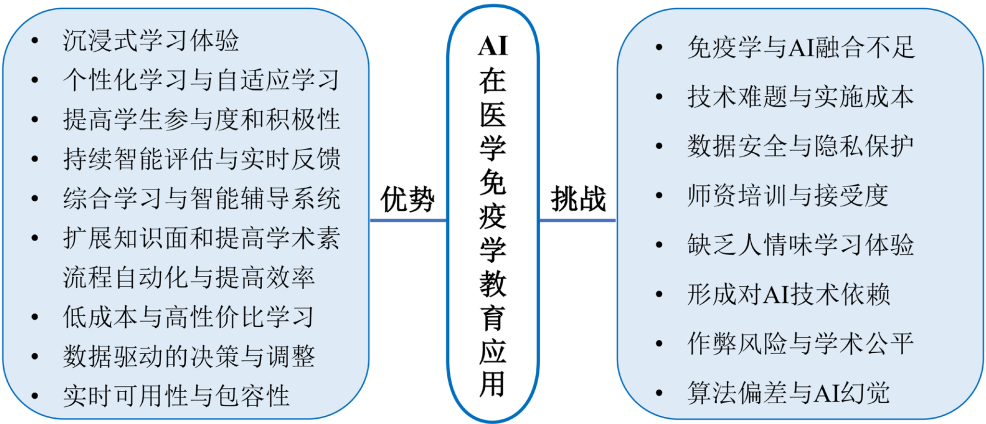 • 沉浸式学习体验
• 个性化学习与自适应学习
• 提高学生参与度和积极性
• 持续智能评估与实时反馈
• 综合学习与智能辅导系统
• 扩展知识面和提高学术素
流程自动化与提高效率
• 低成本与高性价比学习
• 数据驱动的决策与调整
• 实时可用性与包容性
优势
AI在医学免疫学教育应用
挑战
• 免疫学与AI融合不足
• 技术难题与实施成本
• 数据安全与隐私保护
• 师资培训与接受度
• 缺乏人情味学习体验
• 形成对AI技术依赖
• 作弊风险与学术公平
• 算法偏差与AI幻觉